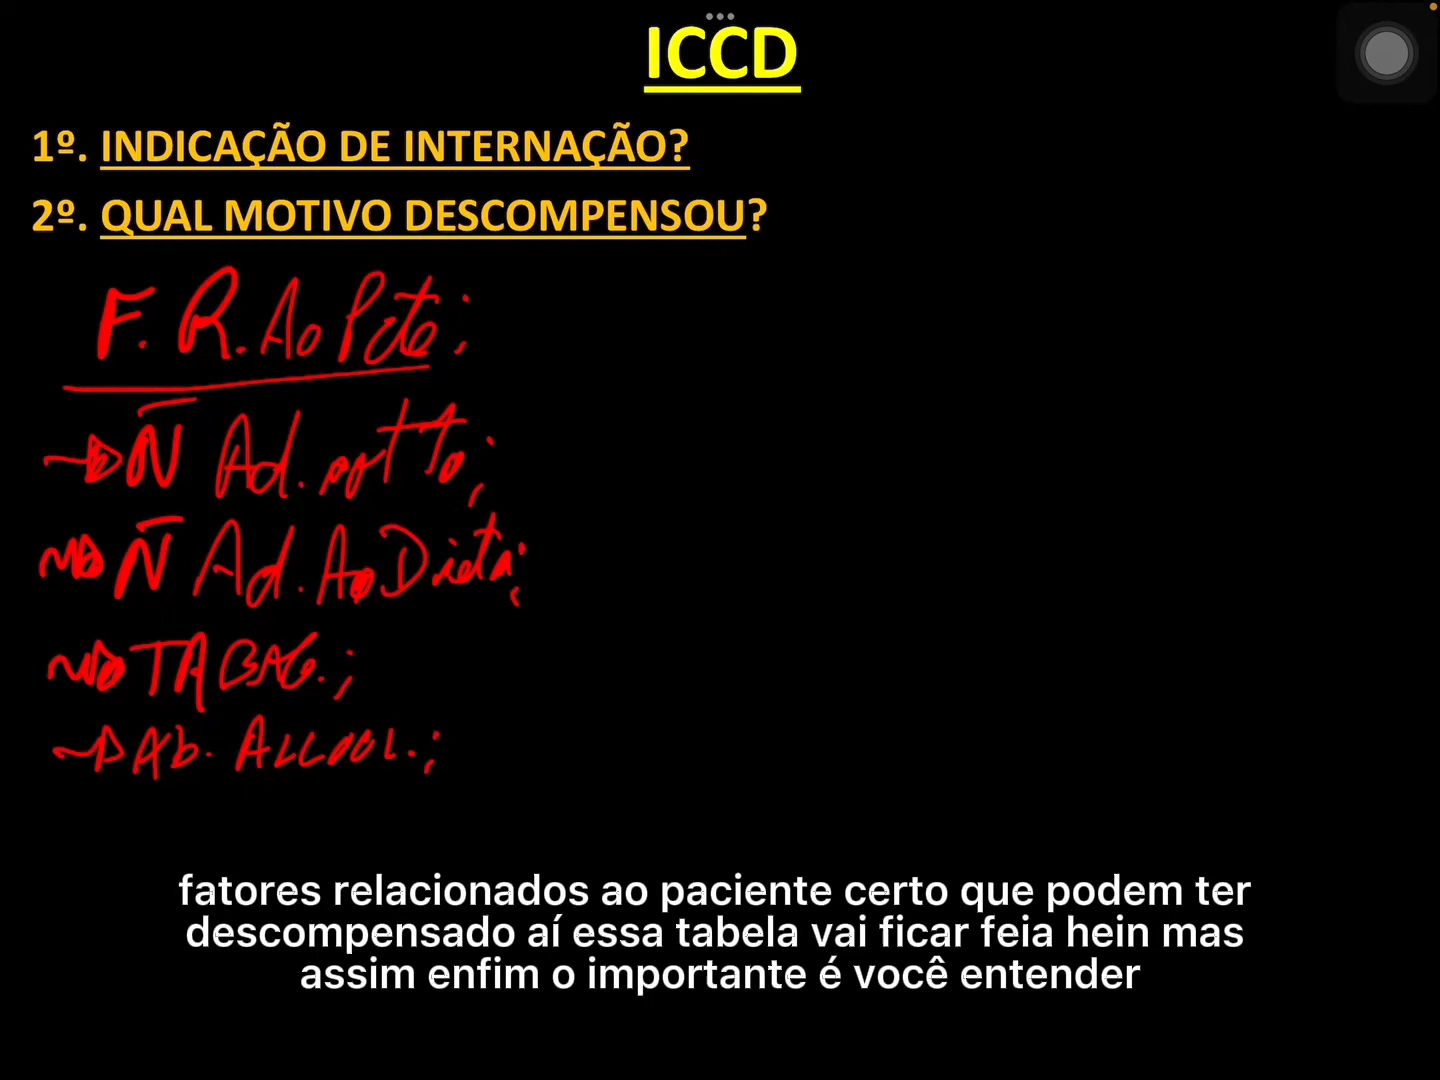 ICCD
1º. INDICAÇÃO DE INTERNAÇÃO?
2º. QUAL MOTIVO DESCOMPENSOU?
F. R. Ao Pcte;
Ñ Ad. ao tto;
Ñ Ad. Ao Dieta;
TABAG.;
Ab. ALCOOL.;
fatores relacionados ao paciente certo que podem ter
descompensado aí essa tabela vai ficar feia hein mas
assim enfim o importante é você entender